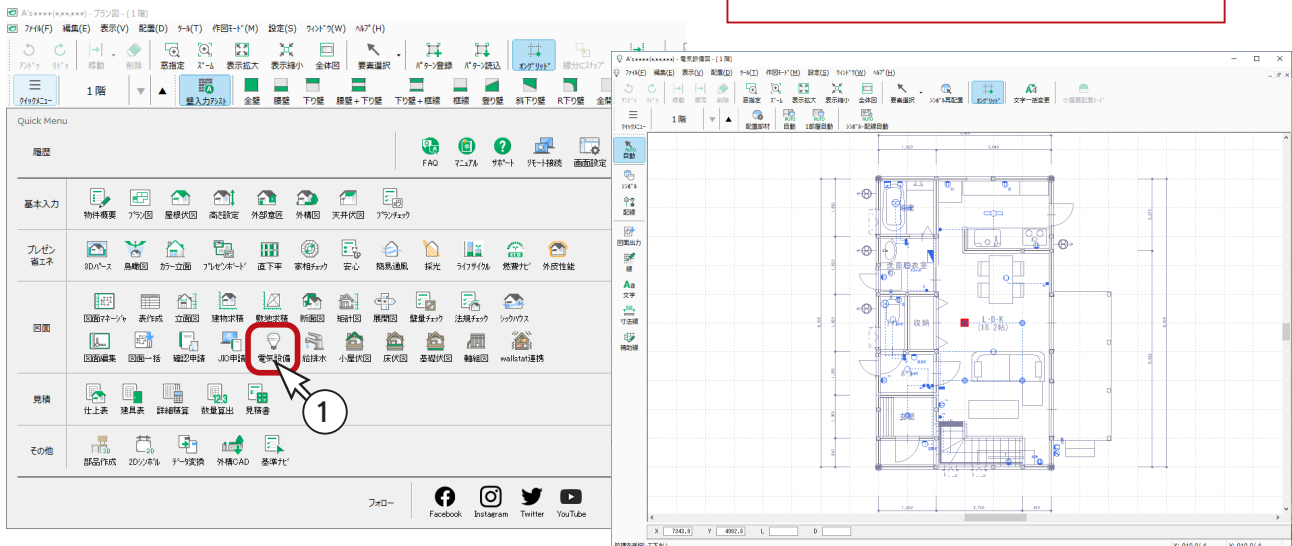 A's****(*.**.***) - プラン図 - [1 階]
ﾌｧｲﾙ(F) 編集(E) 表示(V) 配置(D) ﾂｰﾙ(T) 作図ﾓｰﾄﾞ(M) 設定(S) ｳｨﾝﾄﾞｳ(W) ﾍﾙﾌﾟ(H)
ｱﾝﾄﾞｩ ﾘﾄﾞｩ 移動 削除 窓指定 ｽﾞｰﾑ 表示拡大 表示縮小 全体図 要素選択 ﾊﾟﾀｰﾝ登録 ﾊﾟﾀｰﾝ読込 ｵﾝｸﾞﾘｯﾄﾞ 線分にｽﾅｯﾌﾟ
ｸｲｯｸﾒﾆｭｰ 1 階 壁入力ｱｼｽﾄ 全壁 腰壁 下り壁 腰壁＋下り壁 下り壁＋框線 框線 登り壁 斜下り壁 R下り壁
Quick Menu
履歴
FAQ ﾏﾆｭｱﾙ ｻﾎﾟｰﾄ ﾘﾓｰﾄ接続 画面設定
基本入力
物件概要 ﾌﾟﾗﾝ図 屋根伏図 高さ設定 外部意匠 外構図 天井伏図 ﾌﾟﾗﾝﾁｪｯｸ
プレゼン
省エネ
3Dﾊﾟｰｽ 鳥瞰図 ｶﾗｰ立面 ﾌﾟﾚｾﾞﾝﾎﾞｰﾄﾞ 直下率 家相ﾁｪｯｸ 安心 簡易通風 採光 ﾗｲﾌｻｲｸﾙ 燃費ﾅﾋﾞ 外皮性能
図面
図面ﾏﾈｰｼﾞｬ 表作成 立面図 建物求積 敷地求積 断面図 矩計図 展開図 壁量ﾁｪｯｸ 法規ﾁｪｯｸ ｼｯｸﾊｳｽ
図面編集 図面一括 確認申請 JIO申請 電気設備 給排水 小屋伏図 床伏図 基礎伏図 軸組図 wallstat連携
1
見積
仕上表 建具表 詳細積算 数量算出 見積書
その他
部品作成 2Dｼﾝﾎﾞﾙ ﾃﾞｰﾀ変換 外構CAD 基準ﾅﾋﾞ
フォロー
Facebook Instagram Twitter YouTube
A's****(*.**.***) - 電気設備図 - [1 階]
ﾌｧｲﾙ(F) 編集(E) 表示(V) 配置(D) ﾂｰﾙ(T) 作図ﾓｰﾄﾞ(M) 設定(S) ｳｨﾝﾄﾞｳ(W) ﾍﾙﾌﾟ(H)
ｱﾝﾄﾞｩ ﾘﾄﾞｩ 移動 複写 削除 窓指定 ｽﾞｰﾑ 表示拡大 表示縮小 全体図 要素選択 ｼﾝﾎﾞﾙ再配置 ｵﾝｸﾞﾘｯﾄﾞ 文字一括変更 小屋裏配置ﾓｰﾄﾞ
ｸｲｯｸﾒﾆｭｰ 1 階 配置部材 自動 1部屋自動 ｼﾝﾎﾞﾙ・配線自動
自動
ｼﾝﾎﾞﾙ
配線
図面出力
線
Aa
文字
寸法線
補助線
浴室
洗面脱衣室
収納
L・D・K
(18.2帖)
玄関
X 7343.9 Y 4982.6 L D